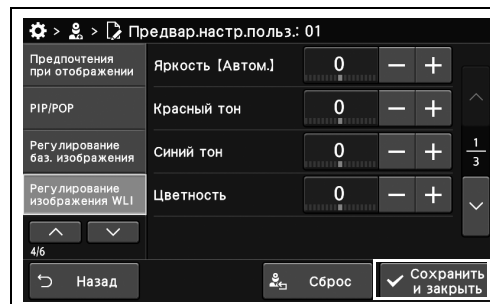 > > Предвар.настр.польз.: 01
Предпочтения
при отображении
PIP/POP
Регулирование
баз. изображения
Регулирование
изображения WLI
4/6
Яркость [Автом.] 0 − +
Красный тон 0 − +
Синий тон 0 − +
Цветность 0 − +
1
3
Назад
Сброс
Сохранить
и закрыть